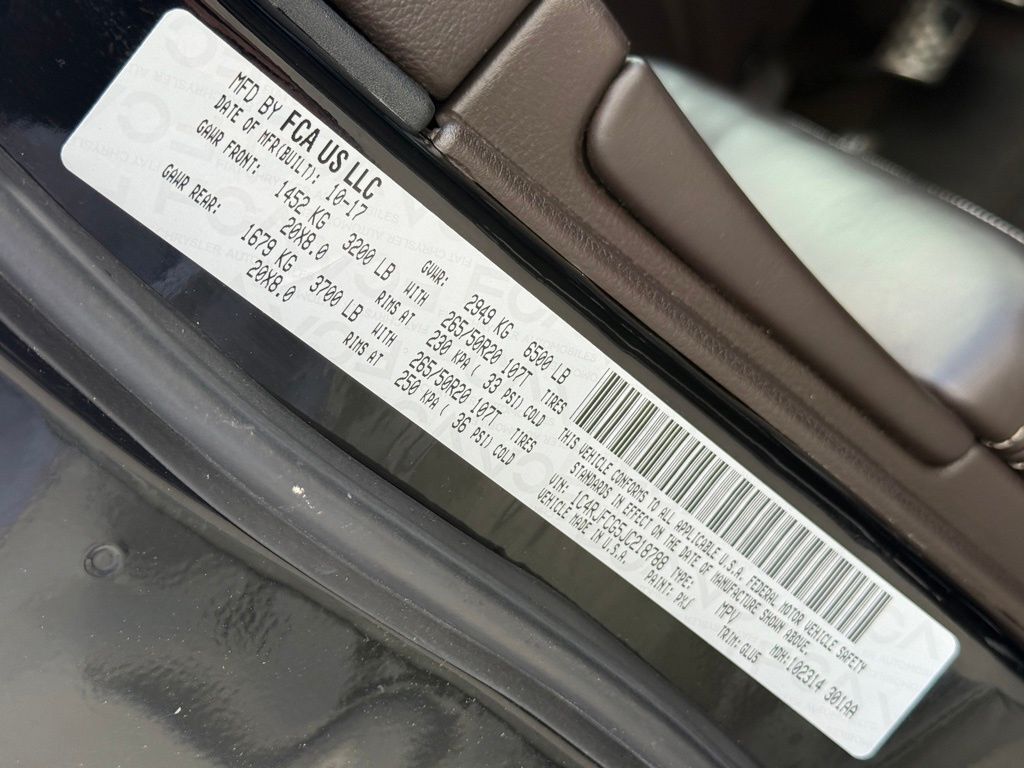 MFD BY FCA US LLC
DATE OF MFR(BUILT): 10-17 GVWR: 2949 KG 6500 LB
GAWR FRONT: 1452 KG 3200 LB WITH 265/50R20 107T TIRES
20X8.0 RIMS AT 230 KPA ( 33 PSI) COLD
GAWR REAR: 1679 KG 3700 LB WITH 265/50R20 107T TIRES
20X8.0 RIMS AT 250 KPA ( 36 PSI) COLD
THIS VEHICLE CONFORMS TO ALL APPLICABLE U.S.A. FEDERAL MOTOR VEHICLE SAFETY
STANDARDS IN EFFECT ON THE DATE OF MANUFACTURE SHOWN ABOVE.
MDH: 102314 301AA
VIN: TYPE: MPV
VEHICLE MADE IN U.S.A. PAINT: TRIM: